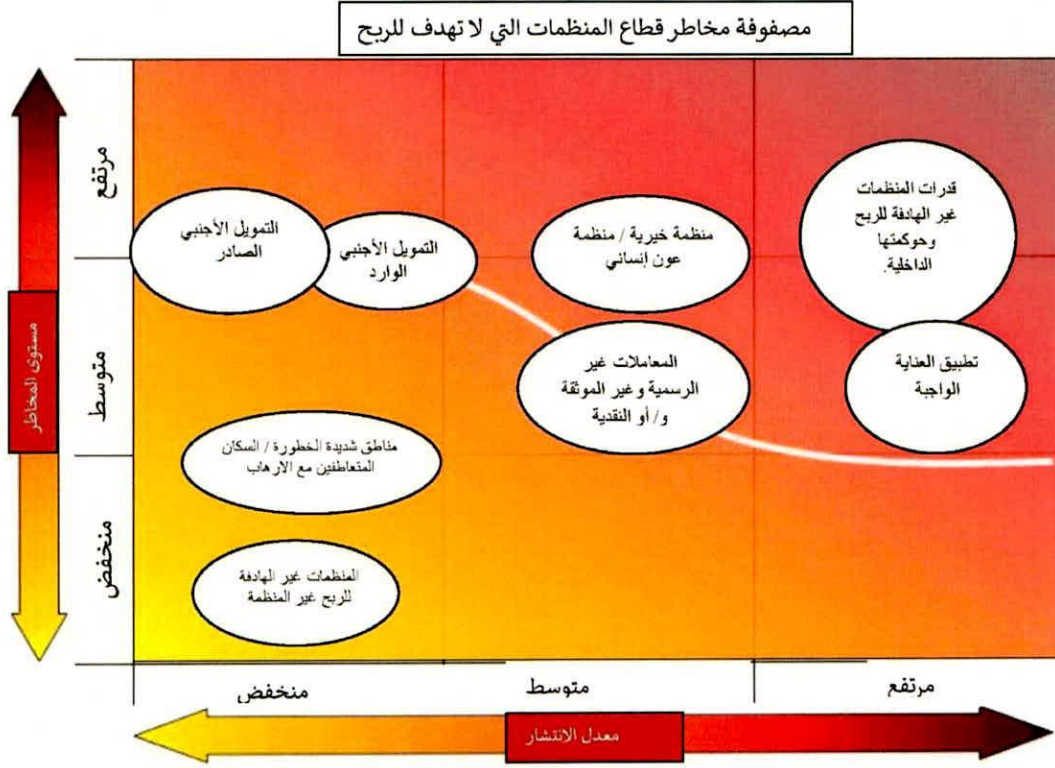 مصفوفة مخاطر قطاع المنظمات التي لا تهدف للربح
مرتفع
متوسط
منخفض
مستوى المخاطر
قدرات المنظمات
غير الهادفة للربح
وحوكمتها
الداخلية.
منظمة خيرية / منظمة
عون إنساني
التمويل الأجنبي
الوارد
التمويل الأجنبي
الصادر
تطبيق العناية
الواجبة
المعاملات غير
الرسمية وغير الموثقة
و/ أو النقدية
مناطق شديدة الخطورة / السكان
المتعاطفين مع الارهاب
المنظمات غير الهادفة
للربح غير المنظمة
مرتفع
متوسط
منخفض
معدل الانتشار